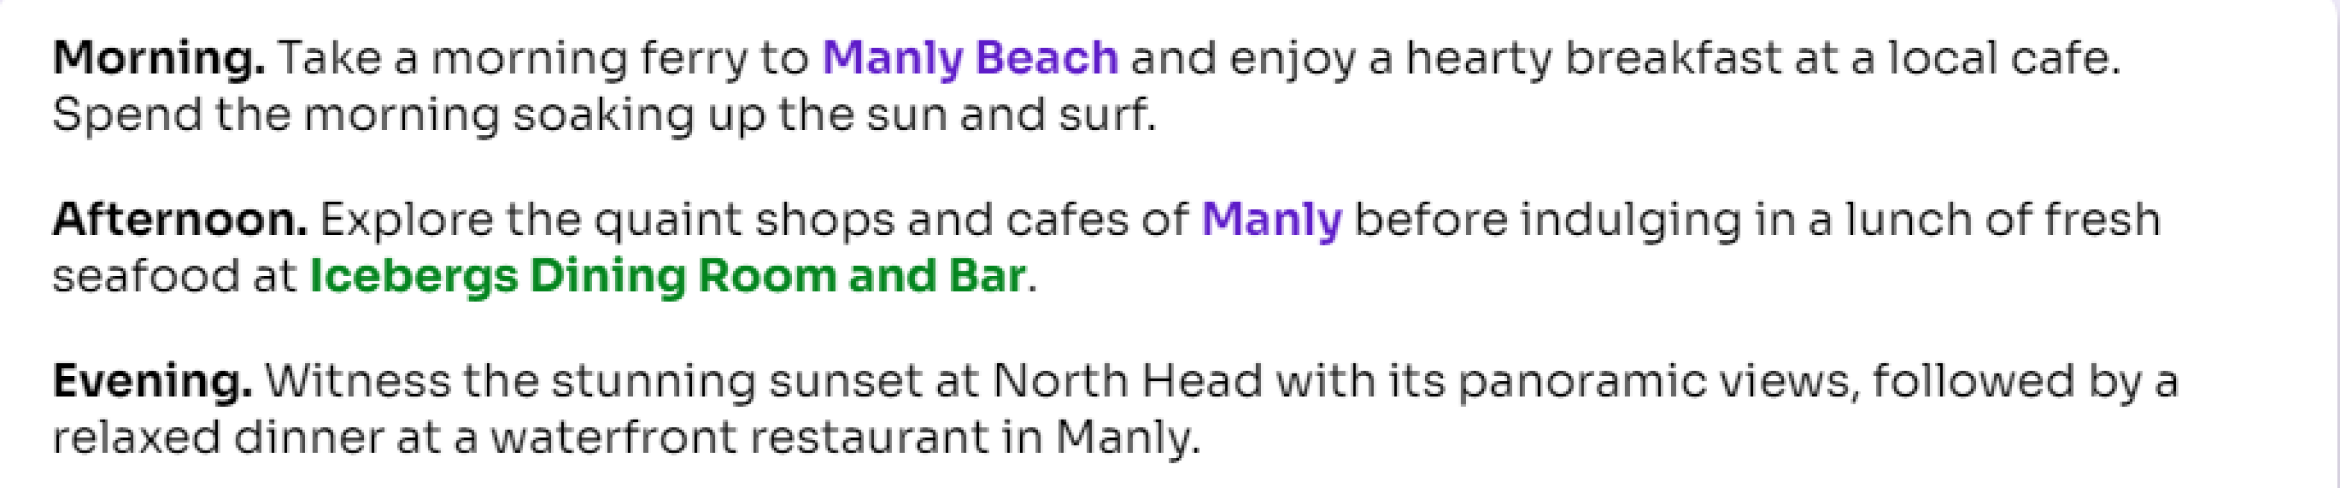 Morning. Take a morning ferry to Manly Beach and enjoy a hearty breakfast at a local cafe.
Spend the morning soaking up the sun and surf.
Afternoon. Explore the quaint shops and cafes of Manly before indulging in a lunch of fresh
seafood at Icebergs Dining Room and Bar.
Evening. Witness the stunning sunset at North Head with its panoramic views, followed by a
relaxed dinner at a waterfront restaurant in Manly.